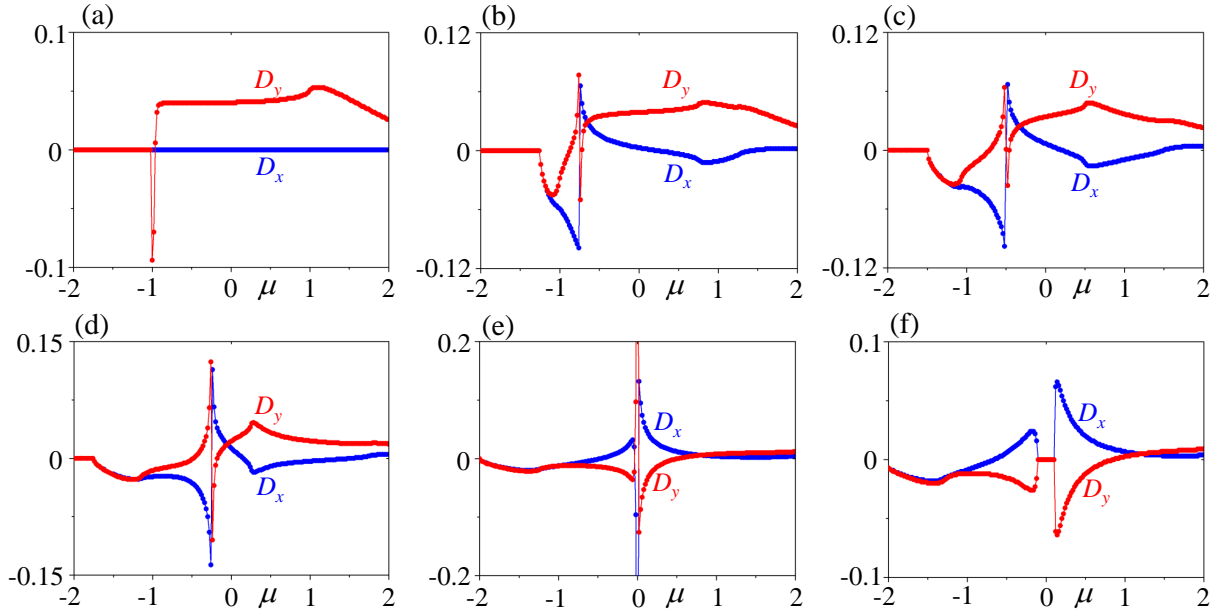 (a) (b) (c)
0.1 0.12 0.12
D_y D_y D_y
0 0 0
D_x D_x D_x
-0.1 -0.12 -0.12
-2 -1 0 μ 1 2 -2 -1 0 μ 1 2 -2 -1 0 μ 1 2
(d) (e) (f)
0.15 0.2 0.1
D_y D_x D_x
0 0 0
D_x D_y D_y
-0.15 -0.2 -0.1
-2 -1 0 μ 1 2 -2 -1 0 μ 1 2 -2 -1 0 μ 1 2